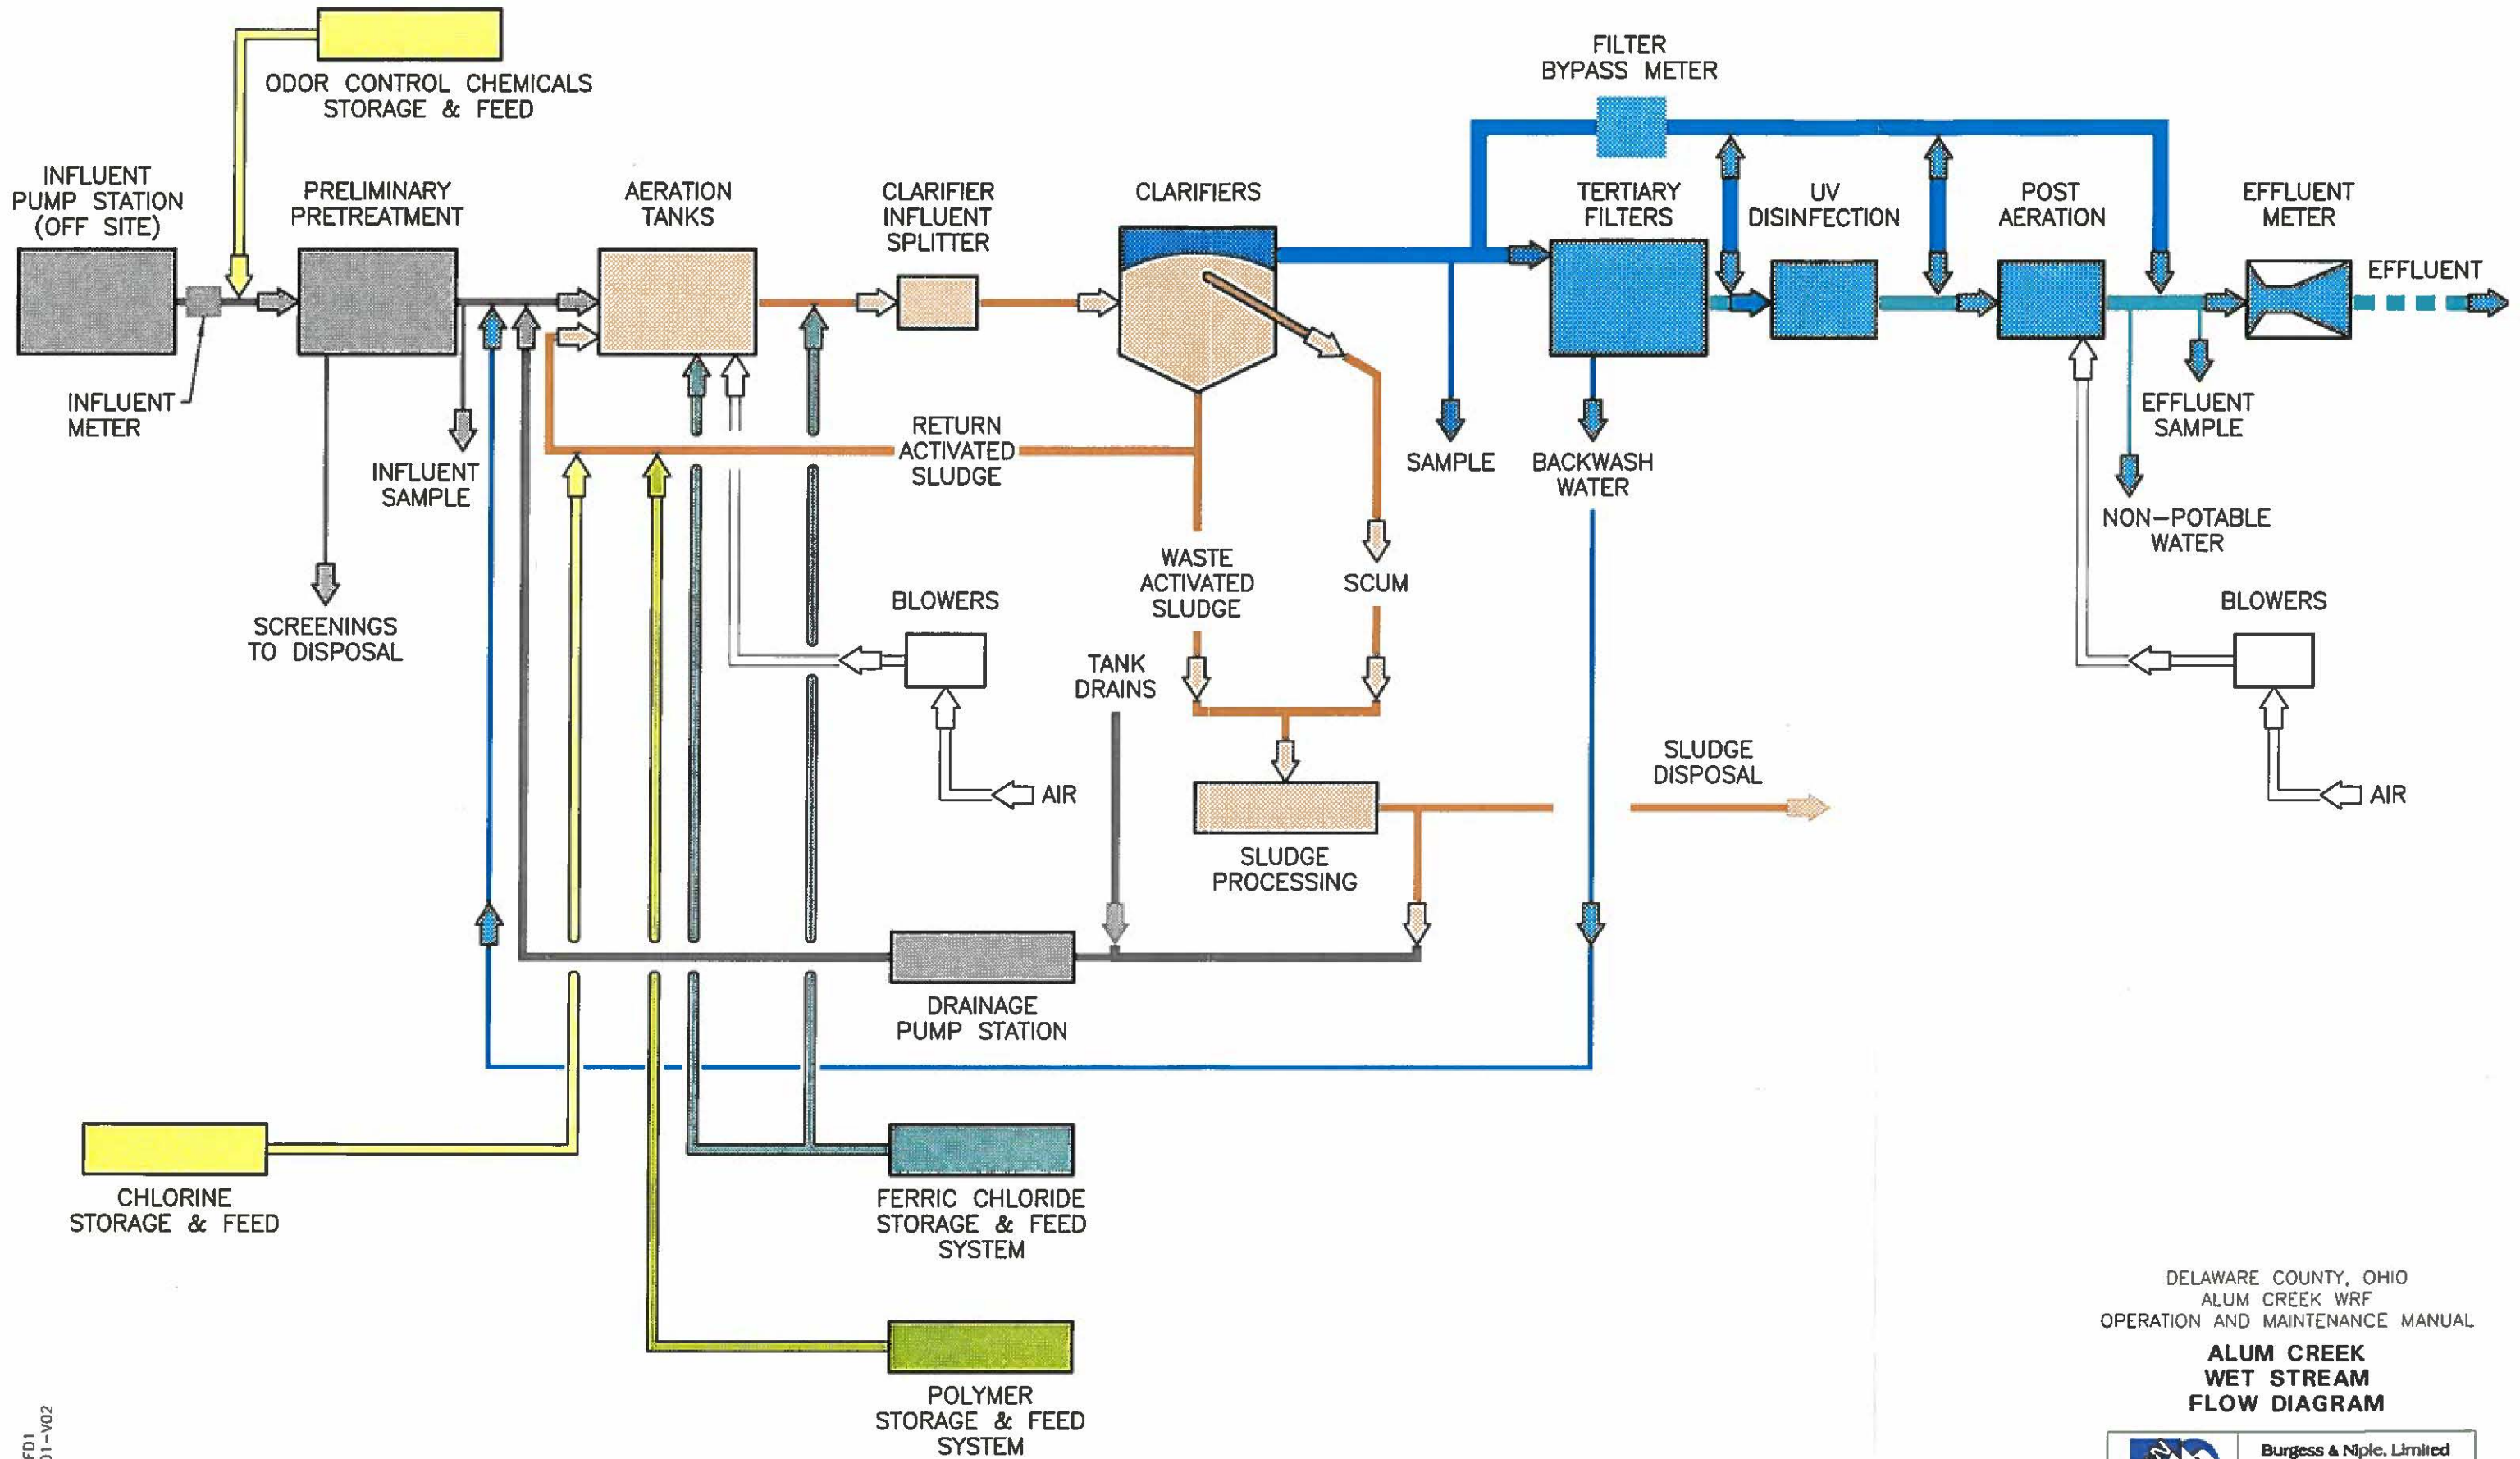 ODOR CONTROL CHEMICALS
STORAGE & FEED
FILTER
BYPASS METER
INFLUENT
PUMP STATION
(OFF SITE)
PRELIMINARY
PRETREATMENT
AERATION
TANKS
CLARIFIER
INFLUENT
SPLITTER
CLARIFIERS
TERTIARY
FILTERS
UV
DISINFECTION
POST
AERATION
EFFLUENT
METER
EFFLUENT
INFLUENT
METER
INFLUENT
SAMPLE
RETURN
ACTIVATED
SLUDGE
SAMPLE
BACKWASH
WATER
EFFLUENT
SAMPLE
NON-POTABLE
WATER
SCREENINGS
TO DISPOSAL
BLOWERS
WASTE
ACTIVATED
SLUDGE
SCUM
BLOWERS
TANK
DRAINS
AIR
SLUDGE
DISPOSAL
AIR
SLUDGE
PROCESSING
DRAINAGE
PUMP STATION
CHLORINE
STORAGE & FEED
FERRIC CHLORIDE
STORAGE & FEED
SYSTEM
POLYMER
STORAGE & FEED
SYSTEM
DELAWARE COUNTY, OHIO
ALUM CREEK WRF
OPERATION AND MAINTENANCE MANUAL
ALUM CREEK
WET STREAM
FLOW DIAGRAM
Burgess & Niple, Limited